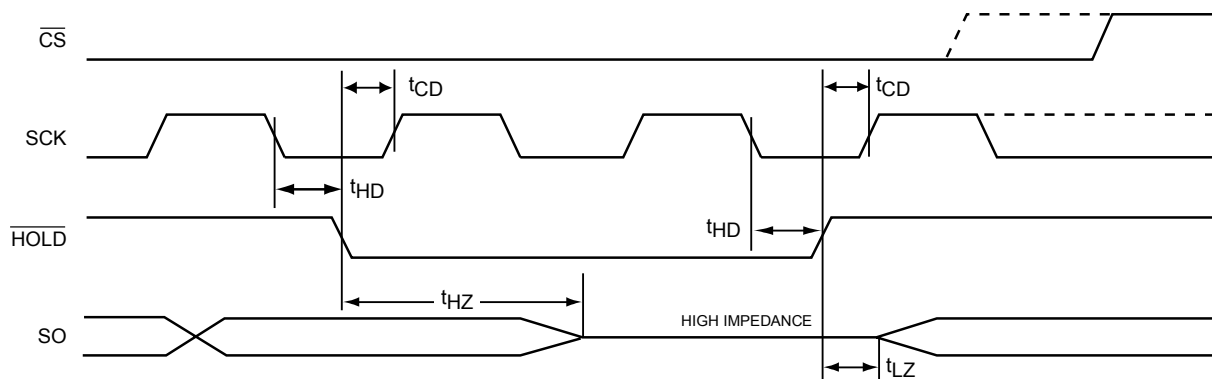 CS
tCD
tCD
SCK
tHD
HOLD
tHD
tHZ
HIGH IMPEDANCE
SO
tLZ